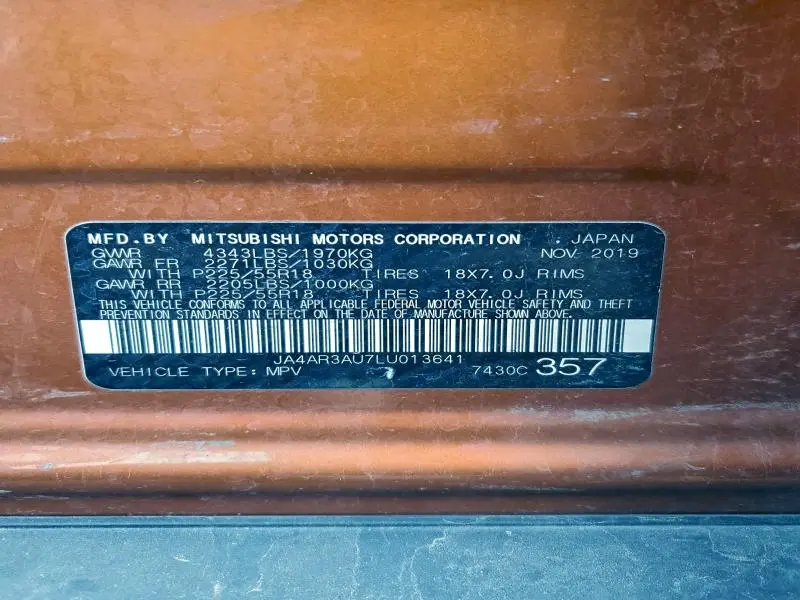 MFD.BY MITSUBISHI MOTORS CORPORATION . JAPAN
GVWR 4343LBS/1970KG NOV 2019
GAWR FR 2271LBS/1030KG
WITH P225/55R18 TIRES 18X7.0J RIMS
GAWR RR 2205LBS/1000KG
WITH P225/55R18 TIRES 18X7.0J RIMS
THIS VEHICLE CONFORMS TO ALL APPLICABLE FEDERAL MOTOR VEHICLE SAFETY AND THEFT
PREVENTION STANDARDS IN EFFECT ON THE DATE OF MANUFACTURE SHOWN ABOVE.
JA4AR3AU7LU013641
VEHICLE TYPE: MPV 7430C 357